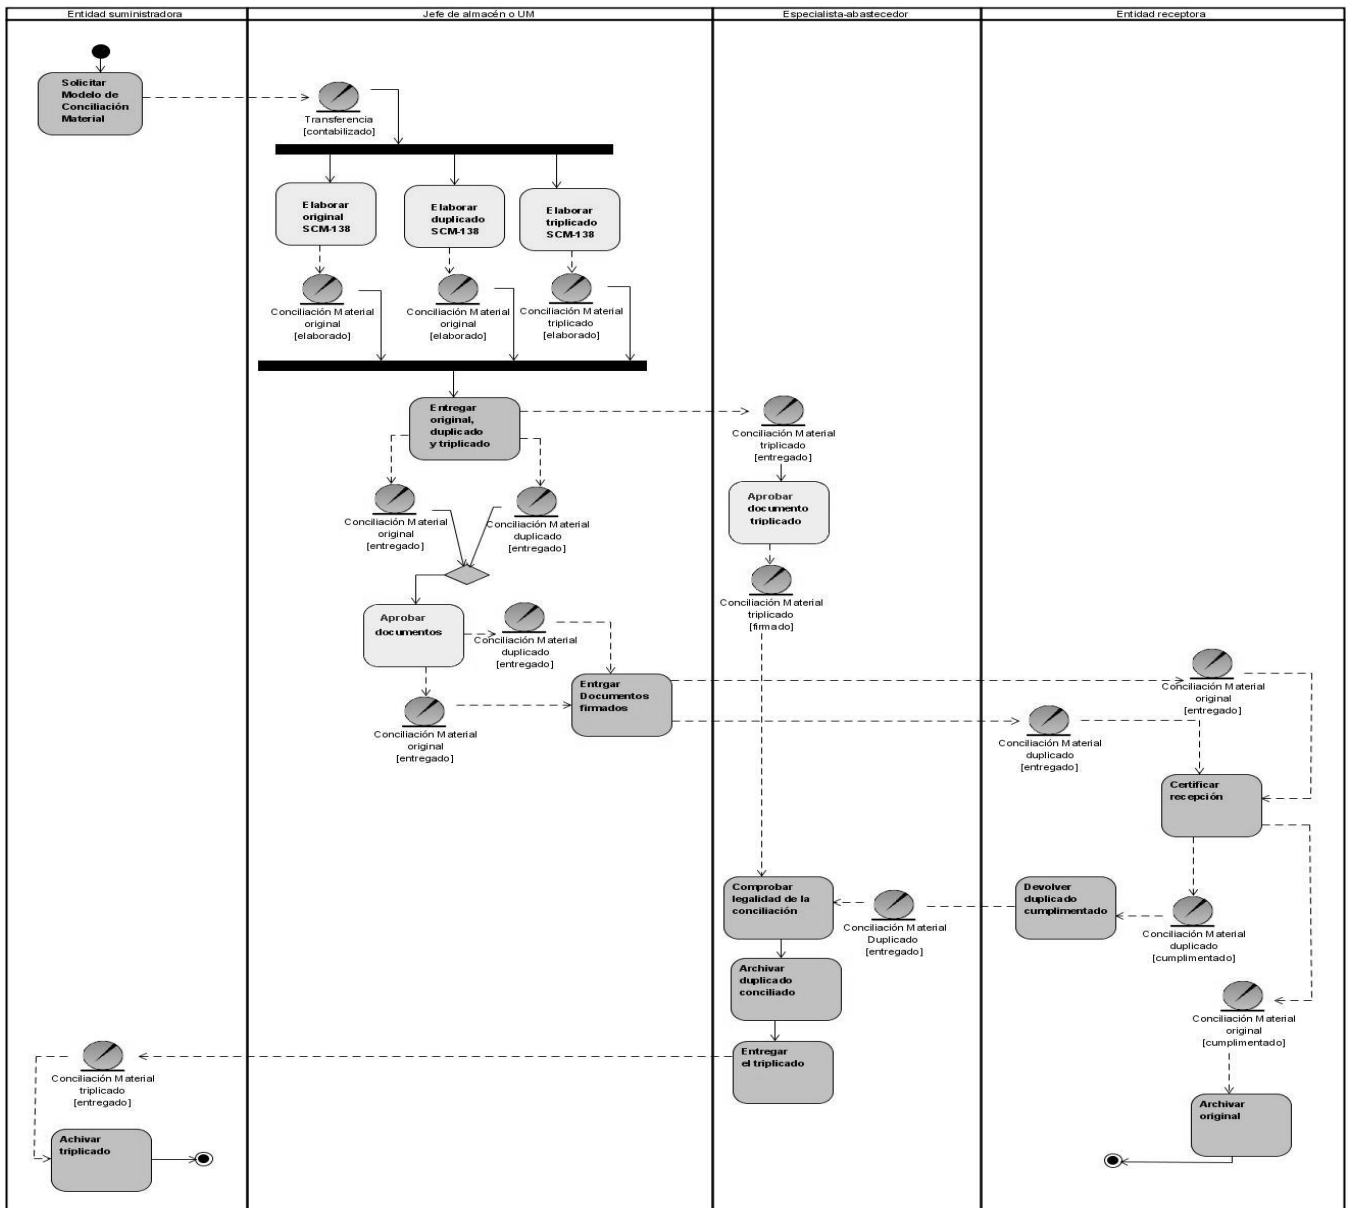 Entidad suministradora
Jefe de almacén o UM
Especialista-abastecedor
Entidad receptora
Solicitar
Modelo de
Conciliación
Material
Transferencia
[contabilizado]
Elaborar
original
SCM-138
Elaborar
duplicado
SCM-138
Elaborar
triplicado
SCM-138
Conciliación Material
original
[elaborado]
Conciliación Material
original
[elaborado]
Conciliación Material
triplicado
[elaborado]
Entregar
original,
duplicado
y triplicado
Conciliación Material
triplicado
[entregado]
Conciliación Material
original
[entregado]
Conciliación Material
duplicado
[entregado]
Aprobar
documento
triplicado
Conciliación Material
triplicado
[firmado]
Aprobar
documentos
Conciliación Material
duplicado
[entregado]
Entrgar
Documentos
firmados
Conciliación Material
original
[entregado]
Conciliación Material
original
[entregado]
Conciliación Material
duplicado
[entregado]
Certificar
recepción
Comprobar
legalidad de la
conciliación
Conciliación Material
Duplicado
[entregado]
Devolver
duplicado
cumplimentado
Conciliación Material
duplicado
[cumplimentado]
Archivar
duplicado
conciliado
Conciliación Material
original
[cumplimentado]
Entregar
el triplicado
Conciliación Material
triplicado
[entregado]
Archivar
original
Achivar
triplicado